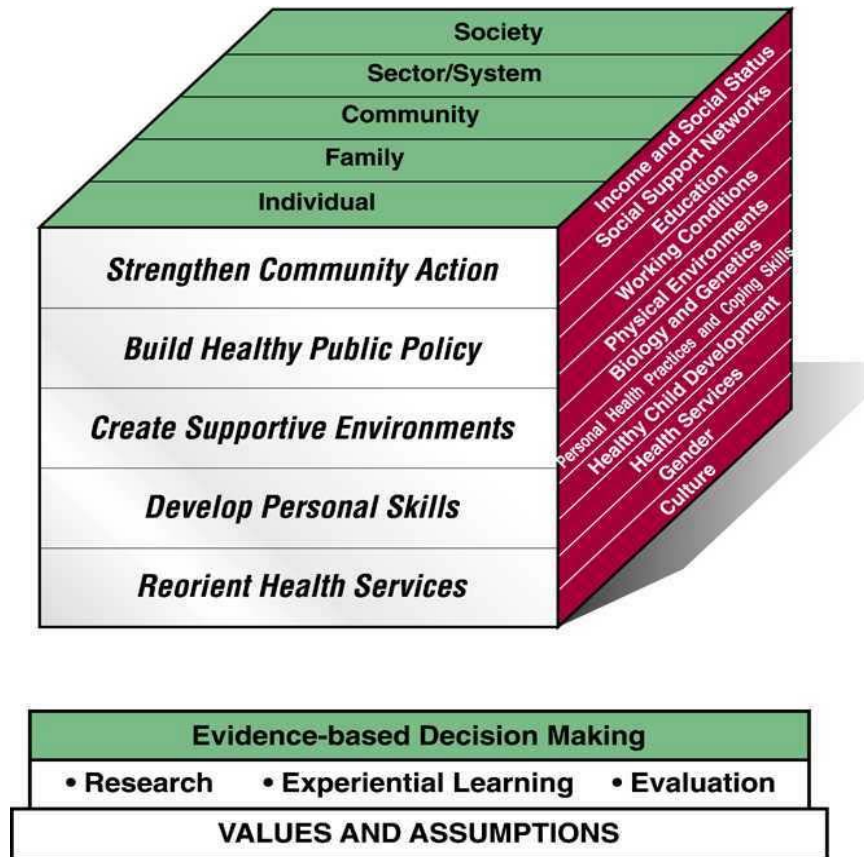 Society
Sector/System
Community
Family
Individual
Strengthen Community Action
Build Healthy Public Policy
Create Supportive Environments
Develop Personal Skills
Reorient Health Services
Income and Social Status
Social Support Networks
Education
Working Conditions
Physical Environments
Biology and Genetics
Personal Health Practices and Coping Skills
Healthy Child Development
Health Services
Gender
Culture
Evidence-based Decision Making
• Research • Experiential Learning • Evaluation
VALUES AND ASSUMPTIONS